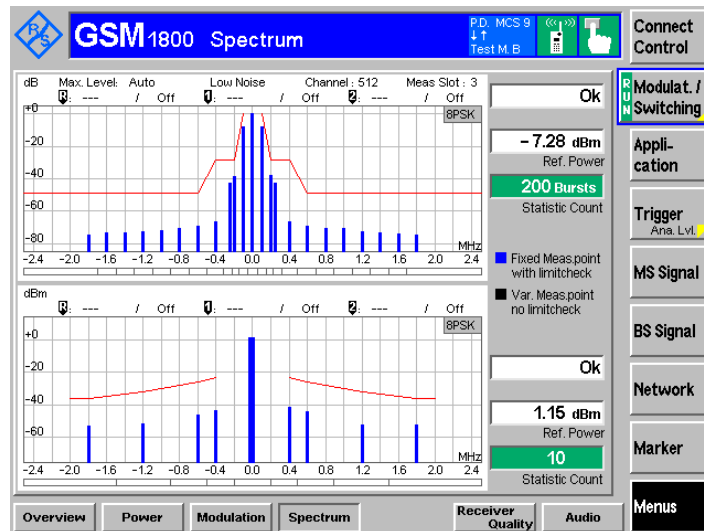 R/S
GSM 1800 Spectrum
P.D. MCS 9
Test M. B
Connect Control
dB Max. Level: Auto Low Noise Channel : 512 Meas Slot : 3
R: --- / Off 1: --- / Off 2: --- / Off
8PSK
+0
-20
-40
-60
-80
MHz
-2.4 -2.0 -1.6 -1.2 -0.8 -0.4 0.0 0.4 0.8 1.2 1.6 2.0 2.4
Ok
-7.28 dBm
Ref. Power
200 Bursts
Statistic Count
Fixed Meas.point
with limitcheck
Var. Meas.point
no limitcheck
dBm
R: --- / Off 1: --- / Off 2: --- / Off
8PSK
+0
-20
-40
-60
MHz
-2.4 -2.0 -1.6 -1.2 -0.8 -0.4 0.0 0.4 0.8 1.2 1.6 2.0 2.4
Ok
1.15 dBm
Ref. Power
10
Statistic Count
RUN
Modulat. /
Switching
Appli-
cation
Trigger
Ana. Lvl.
MS Signal
BS Signal
Network
Marker
Menus
Overview Power Modulation Spectrum Receiver Quality Audio